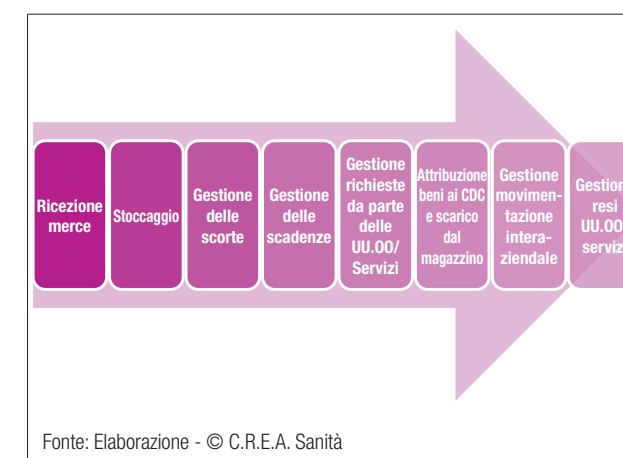 Ricezione
merce
Stoccaggio
Gestione
delle
scorte
Gestione
delle
scadenze
Gestione
richieste
da parte
delle
UU.OO/
Servizi
Attribuzione
beni ai CDC
e scarico
dal
magazzino
Gestione
movimen-
tazione
intera-
ziendale
resi
Fonte: Elaborazione - © C.R.E.A. Sanità